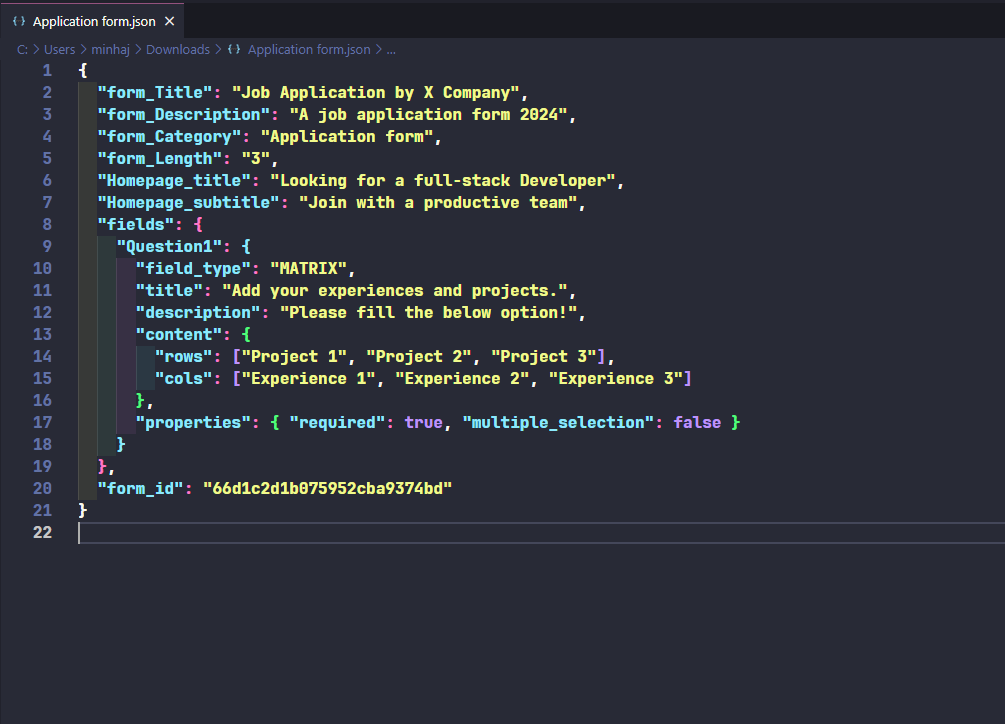 Application form.json
C: > Users > minhaj > Downloads > {} Application form.json > ...
1 {
2 "form_Title": "Job Application by X Company",
3 "form_Description": "A job application form 2024",
4 "form_Category": "Application form",
5 "form_Length": "3",
6 "Homepage_title": "Looking for a full-stack Developer",
7 "Homepage_subtitle": "Join with a productive team",
8 "fields": {
9 "Question1": {
10 "field_type": "MATRIX",
11 "title": "Add your experiences and projects.",
12 "description": "Please fill the below option!",
13 "content": {
14 "rows": ["Project 1", "Project 2", "Project 3"],
15 "cols": ["Experience 1", "Experience 2", "Experience 3"]
16 },
17 "properties": { "required": true, "multiple_selection": false }
18 }
19 },
20 "form_id": "66d1c2d1b075952cba9374bd"
21 }
22